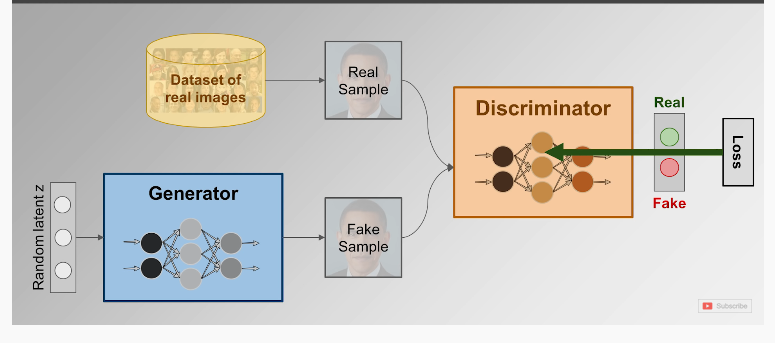 Dataset of
real images
Real
Sample
Discriminator
Real
Fake
Loss
Random latent z
Generator
Fake
Sample
Subscribe